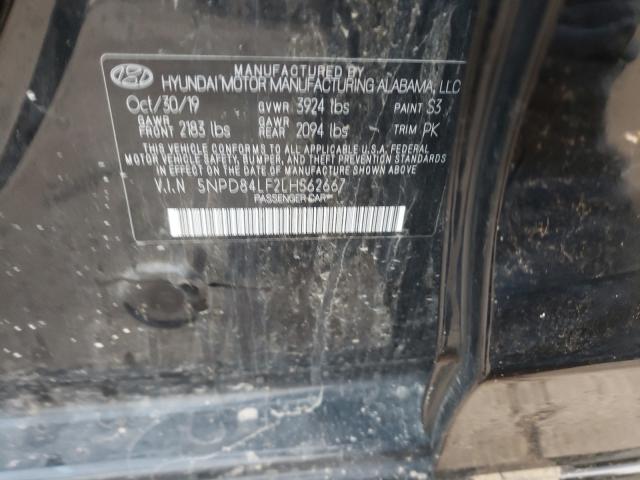 MANUFACTURED BY
HYUNDAI MOTOR MANUFACTURING ALABAMA, LLC
Oct/30/19 GVWR 3924 lbs PAINT S3
GAWR FRONT 2183 lbs GAWR REAR 2094 lbs TRIM PK
THIS VEHICLE CONFORMS TO ALL APPLICABLE U.S.A. FEDERAL
MOTOR VEHICLE SAFETY, BUMPER, AND THEFT PREVENTION
STANDARDS IN EFFECT ON THE DATE OF MANUFACTURE SHOWN ABOVE
V.I.N 5NPD84LF2LH562667
PASSENGER CAR